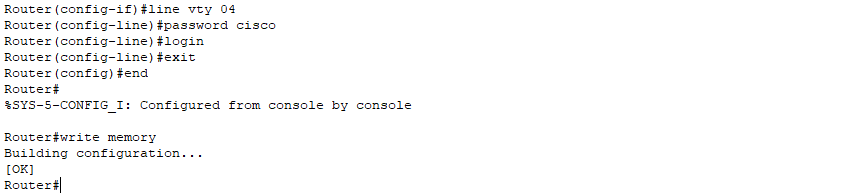 Router(config-if)#line vty 04
Router(config-line)#password cisco
Router(config-line)#login
Router(config-line)#exit
Router(config)#end
Router#
%SYS-5-CONFIG_I: Configured from console by console
Router#write memory
Building configuration...
[OK]
Router#